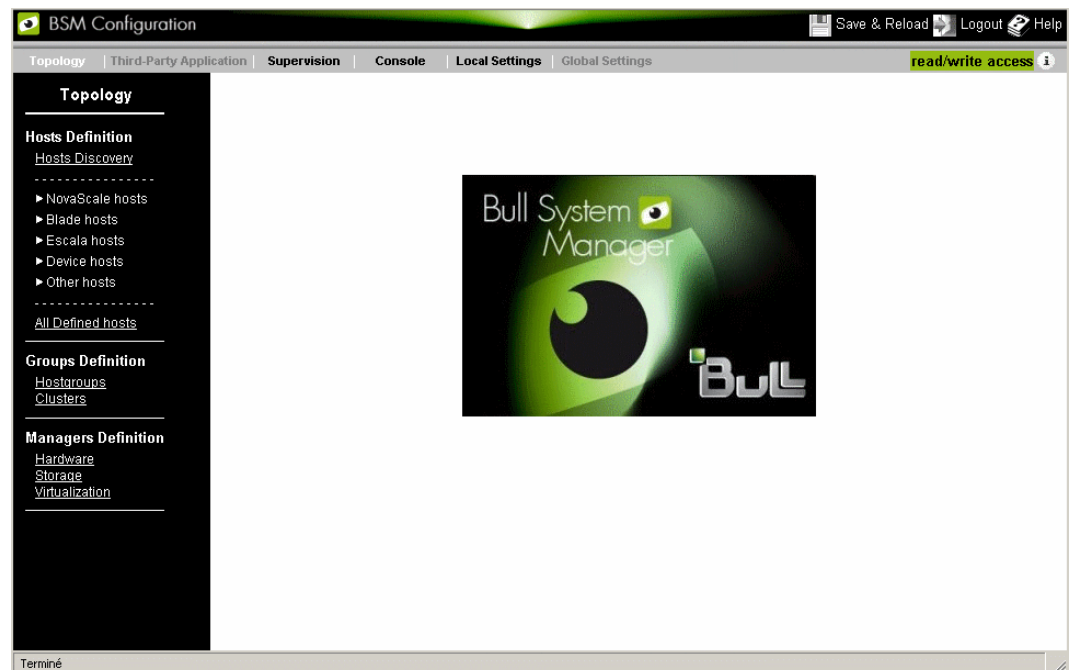 BSM Configuration
Save & Reload Logout Help
Topology Third-Party Application Supervision Console Local Settings Global Settings read/write access i
Topology
Hosts Definition
Hosts Discovery
NovaScale hosts
Blade hosts
Escala hosts
Device hosts
Other hosts
All Defined hosts
Groups Definition
Hostgroups
Clusters
Managers Definition
Hardware
Storage
Virtualization
Bull System
Manager
Bull
Terminé